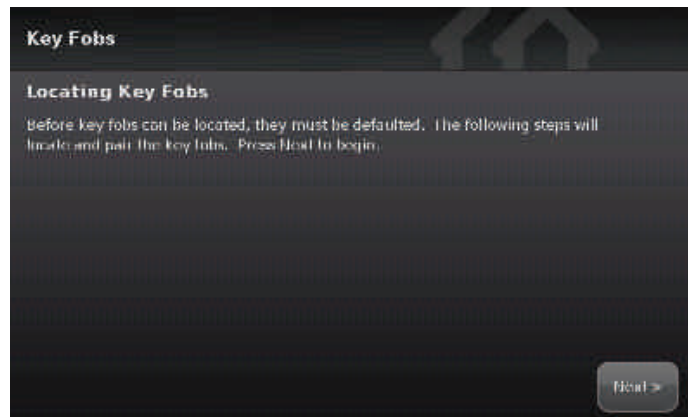 Key Fobs
Locating Key Fobs
Before key fobs can be located, they must be defaulted. The following steps will
locate and pair the key fobs. Press Next to begin.
Next >